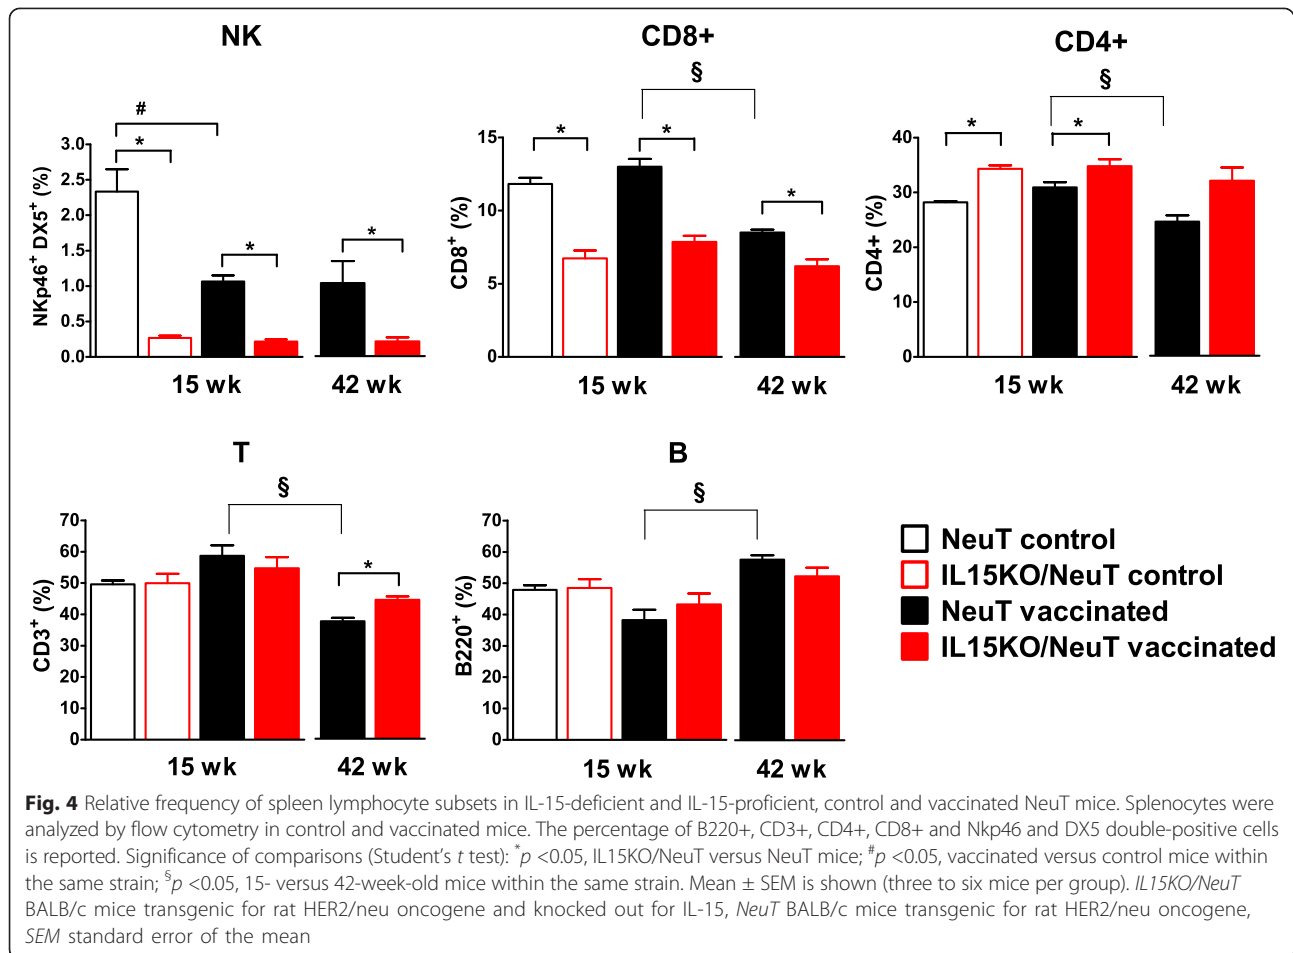 NK
#
*
*
*
NKp46+ DX5+ (%)
3.0
2.5
2.0
1.5
1.0
0.5
0.0
15 wk
42 wk
CD8+
§
*
*
*
CD8+ (%)
15
10
5
0
15 wk
42 wk
CD4+
§
*
*
CD4+ (%)
40
30
20
10
0
15 wk
42 wk
T
§
*
CD3+ (%)
70
60
50
40
30
20
10
0
15 wk
42 wk
B
§
B220+ (%)
70
60
50
40
30
20
10
0
15 wk
42 wk
NeuT control
IL15KO/NeuT control
NeuT vaccinated
IL15KO/NeuT vaccinated
Fig. 4 Relative frequency of spleen lymphocyte subsets in IL-15-deficient and IL-15-proficient, control and vaccinated NeuT mice. Splenocytes were
analyzed by flow cytometry in control and vaccinated mice. The percentage of B220+, CD3+, CD4+, CD8+ and Nkp46 and DX5 double-positive cells
is reported. Significance of comparisons (Student's t test): *p <0.05, IL15KO/NeuT versus NeuT mice; #p <0.05, vaccinated versus control mice within
the same strain; §p <0.05, 15- versus 42-week-old mice within the same strain. Mean ± SEM is shown (three to six mice per group). IL15KO/NeuT
BALB/c mice transgenic for rat HER2/neu oncogene and knocked out for IL-15, NeuT BALB/c mice transgenic for rat HER2/neu oncogene,
SEM standard error of the mean